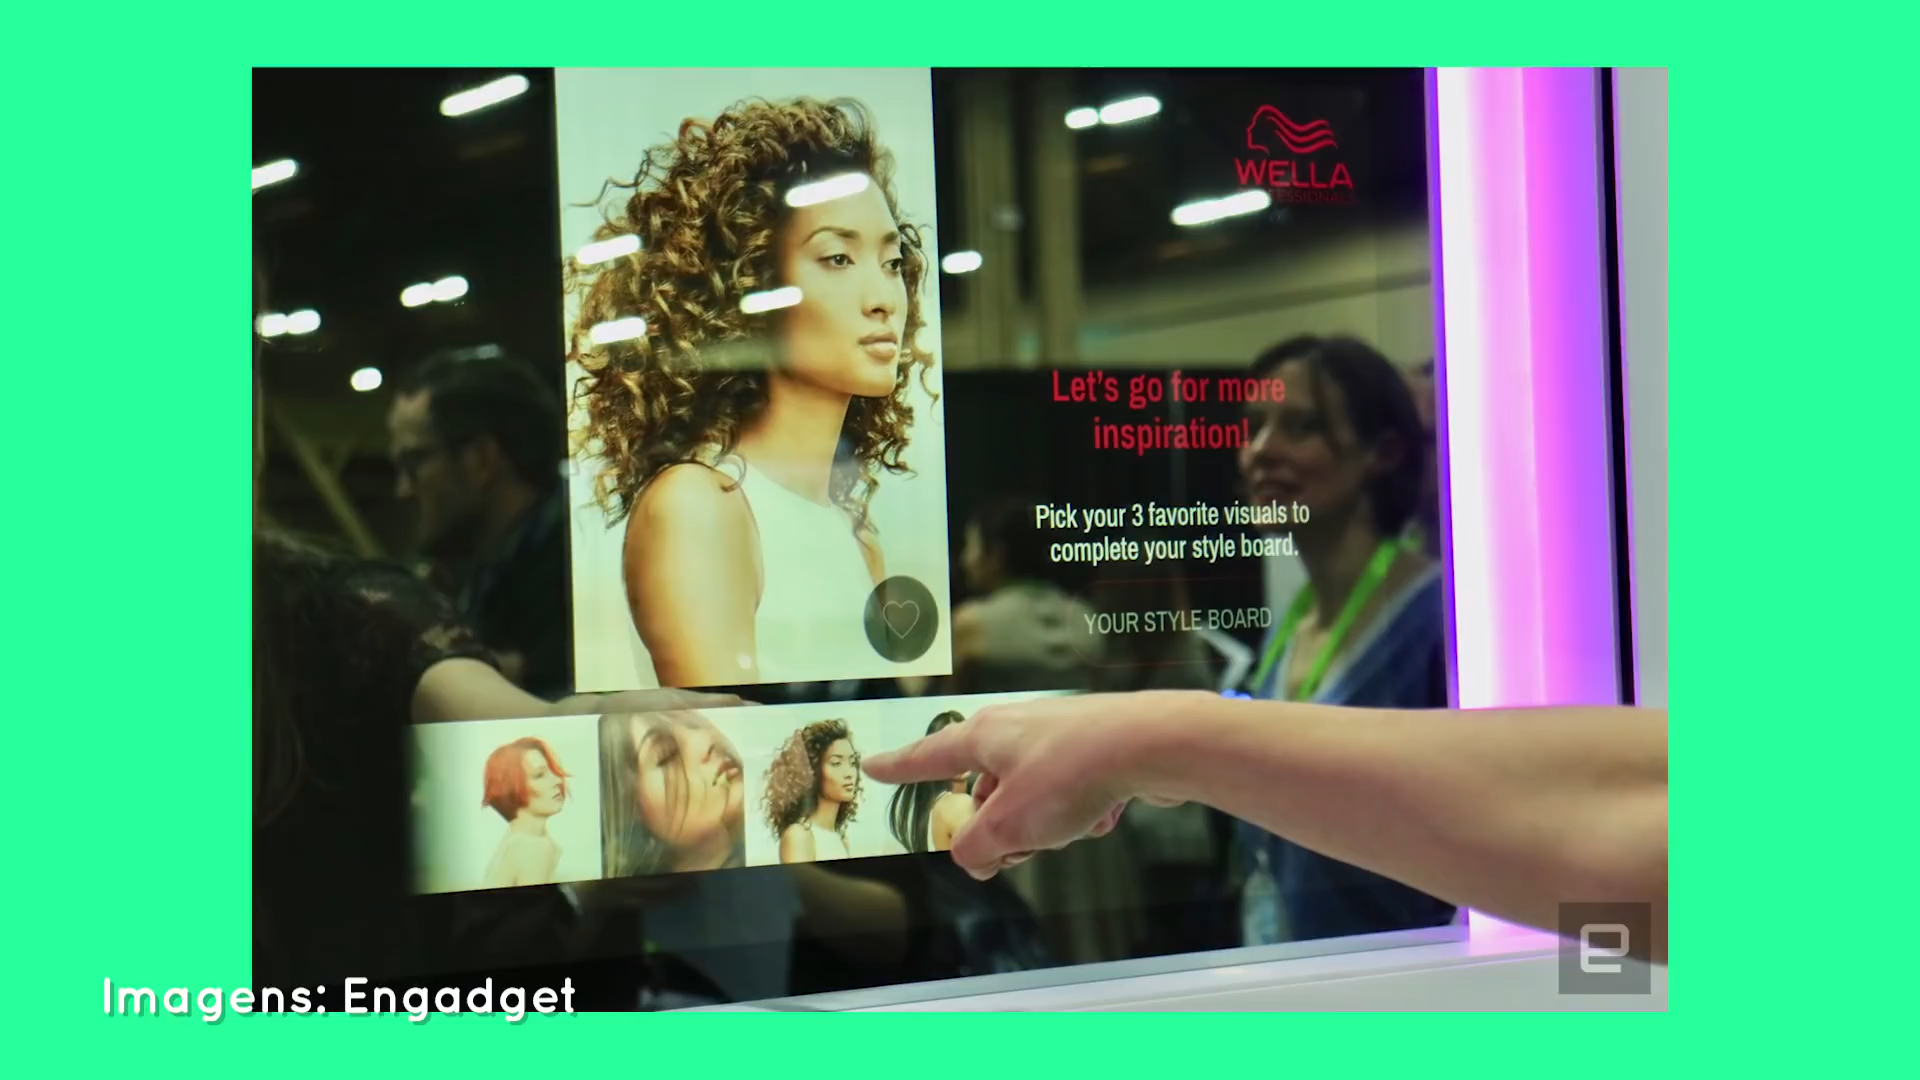 WELLA
Let's go for more
inspiration!
Pick your 3 favorite visuals to
complete your style board.
YOUR STYLE BOARD
e
Imagens: Engadget